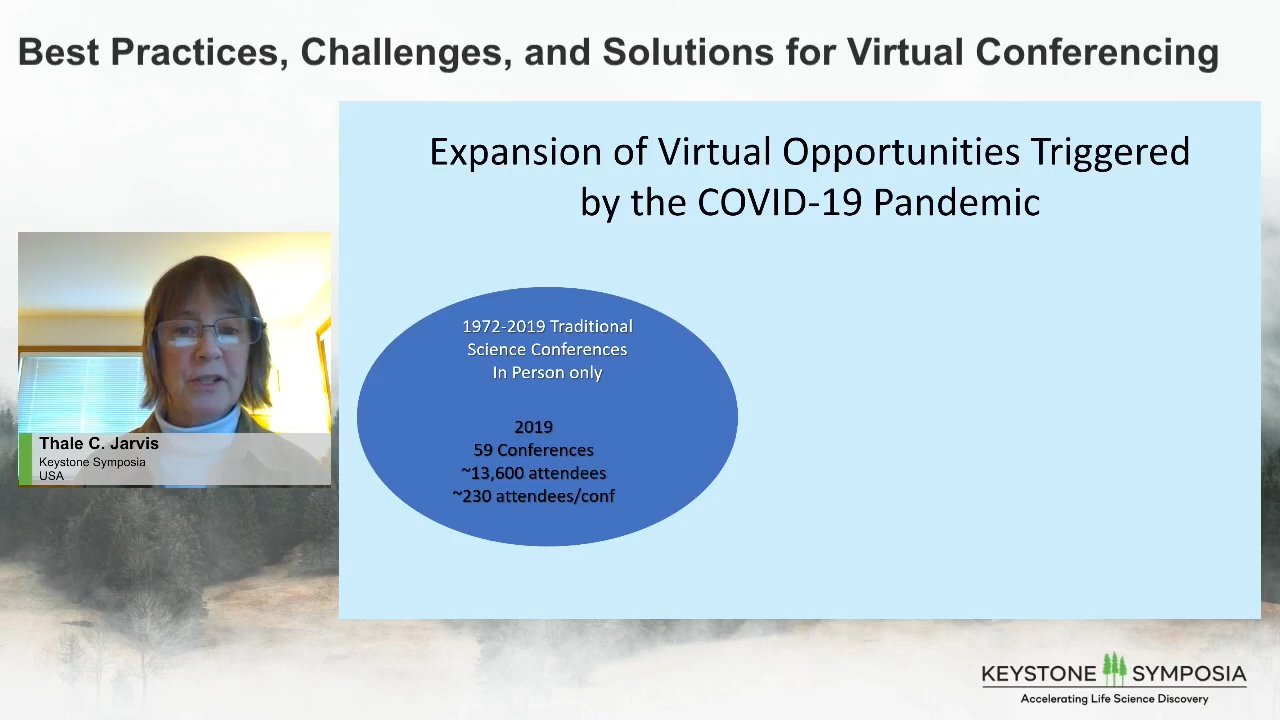 Best Practices, Challenges, and Solutions for Virtual Conferencing
Expansion of Virtual Opportunities Triggered
by the COVID-19 Pandemic
1972-2019 Traditional
Science Conferences
In Person only
2019
59 Conferences
~13,600 attendees
~230 attendees/conf
Thale C. Jarvis
Keystone Symposia
USA
KEYSTONE SYMPOSIA
Accelerating Life Science Discovery